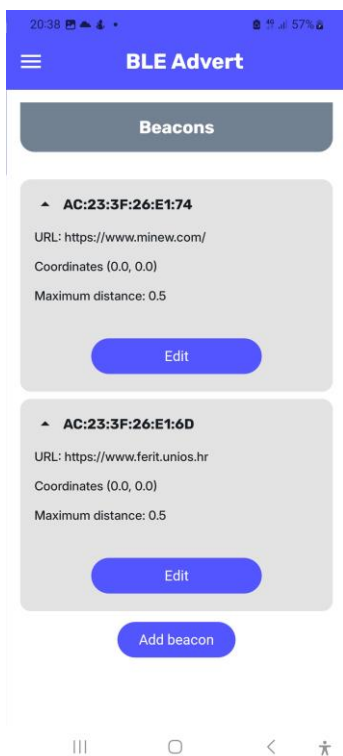 20:38 57%
BLE Advert
Beacons
AC:23:3F:26:E1:74
URL: https://www.minew.com/
Coordinates (0.0, 0.0)
Maximum distance: 0.5
Edit
AC:23:3F:26:E1:6D
URL: https://www.ferit.unios.hr
Coordinates (0.0, 0.0)
Maximum distance: 0.5
Edit
Add beacon